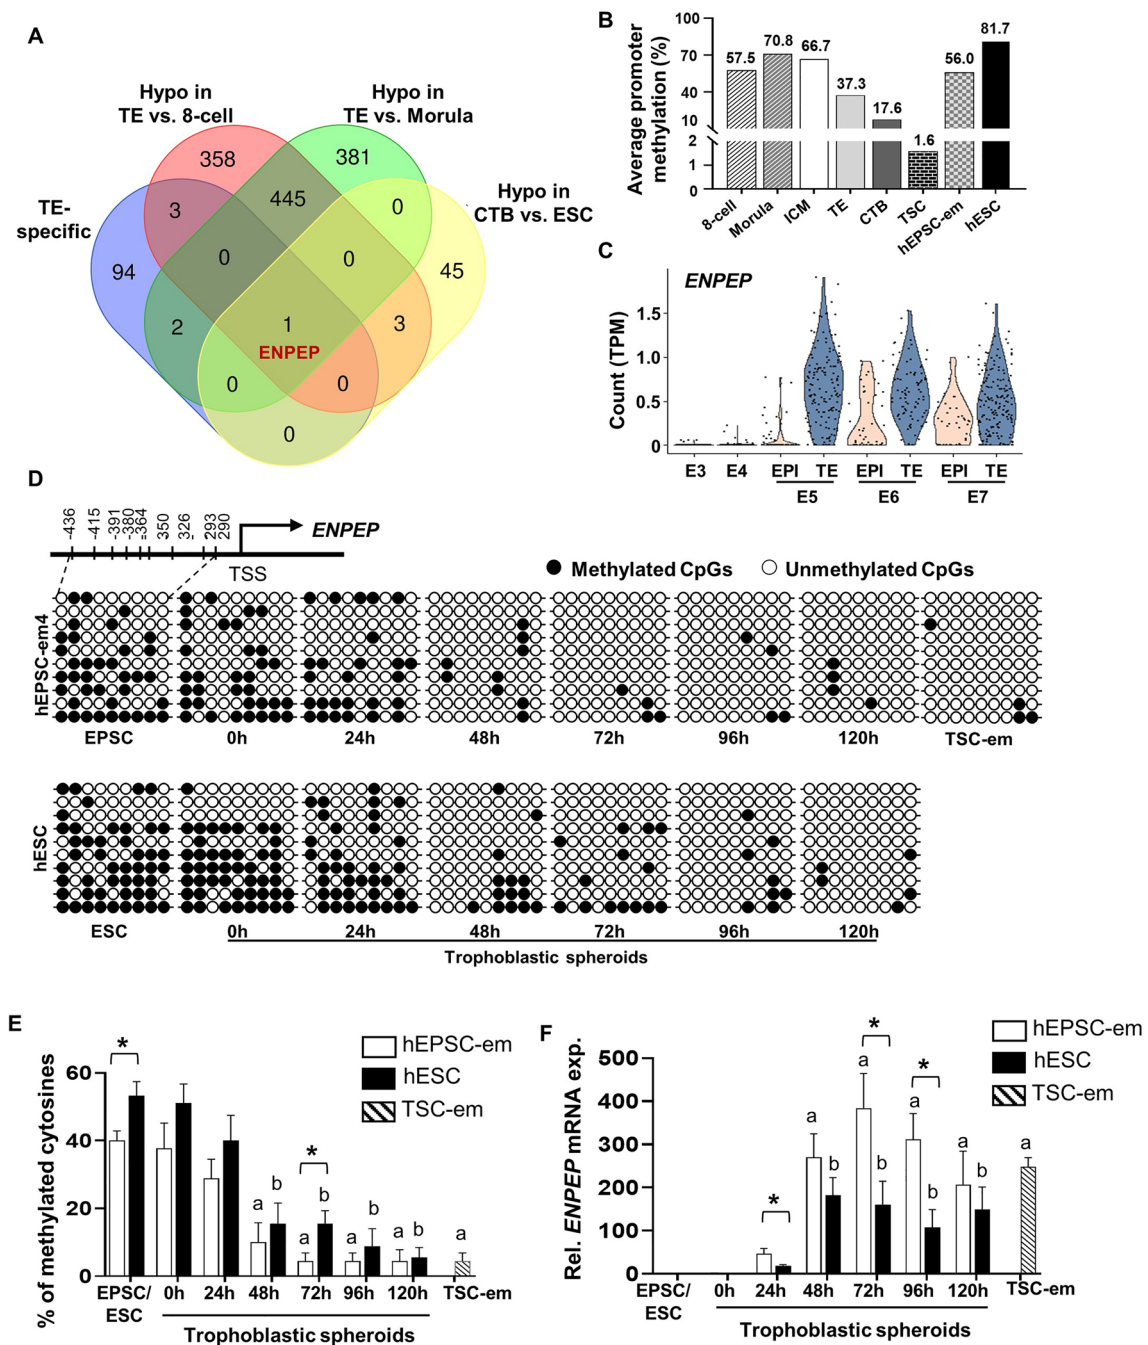 A
Hypo in
TE vs. 8-cell
Hypo in
TE vs. Morula
TE-
specific
Hypo in
CTB vs. ESC
358
381
3
445
0
94
0
0
45
2
1
ENPEP
3
0
0
0
B
Average promoter
methylation (%)
100
70
40
10
2
1
0
57.5
70.8
66.7
37.3
17.6
1.6
56.0
81.7
8-cell
Morula
ICM
TE
CTB
TSC
hEPSC-em
hESC
C
ENPEP
Count (TPM)
1.5
1.0
0.5
0
E3 E4 EPI TE EPI TE EPI TE
E5 E6 E7
D
-436
-415
-391
-380
-364
350
326
293
290
ENPEP
TSS
Methylated CpGs
Unmethylated CpGs
hEPSC-em4
EPSC 0h 24h 48h 72h 96h 120h TSC-em
hESC
ESC 0h 24h 48h 72h 96h 120h
Trophoblastic spheroids
E
% of methylated cytosines
60
40
20
0
*
*
a b a b a b a b a
hEPSC-em
hESC
TSC-em
EPSC/
ESC
0h 24h 48h 72h 96h 120h TSC-em
Trophoblastic spheroids
F
Rel. ENPEP mRNA exp.
500
400
300
200
100
0
*
*
*
a b a b a b a b a
hEPSC-em
hESC
TSC-em
EPSC/
ESC
0h 24h 48h 72h 96h 120h TSC-em
Trophoblastic spheroids